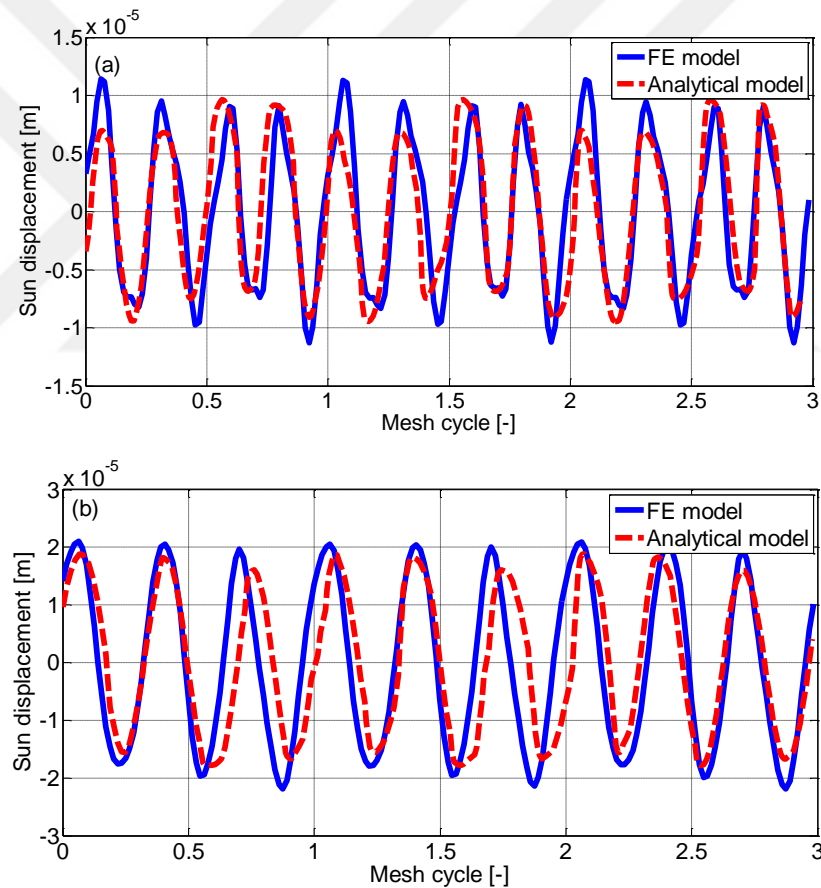 x 10⁻⁵
1.5
(a)
FE model
Analytical model
1
0.5
0
-0.5
-1
-1.5
Sun displacement [m]
0 0.5 1 1.5 2 2.5 3
Mesh cycle [-]
x 10⁻⁵
3
(b)
FE model
Analytical model
2
1
0
-1
-2
-3
Sun displacement [m]
0 0.5 1 1.5 2 2.5 3
Mesh cycle [-]